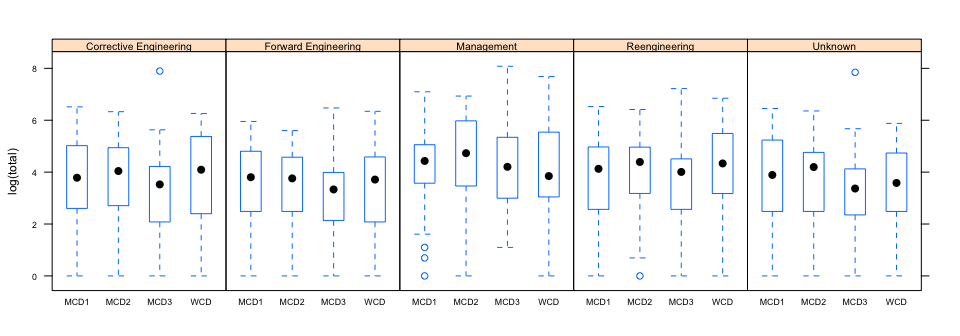 Corrective Engineering Forward Engineering Management Reengineering Unknown
log(total)
8
6
4
2
0
MCD1 MCD2 MCD3 WCD MCD1 MCD2 MCD3 WCD MCD1 MCD2 MCD3 WCD MCD1 MCD2 MCD3 WCD MCD1 MCD2 MCD3 WCD